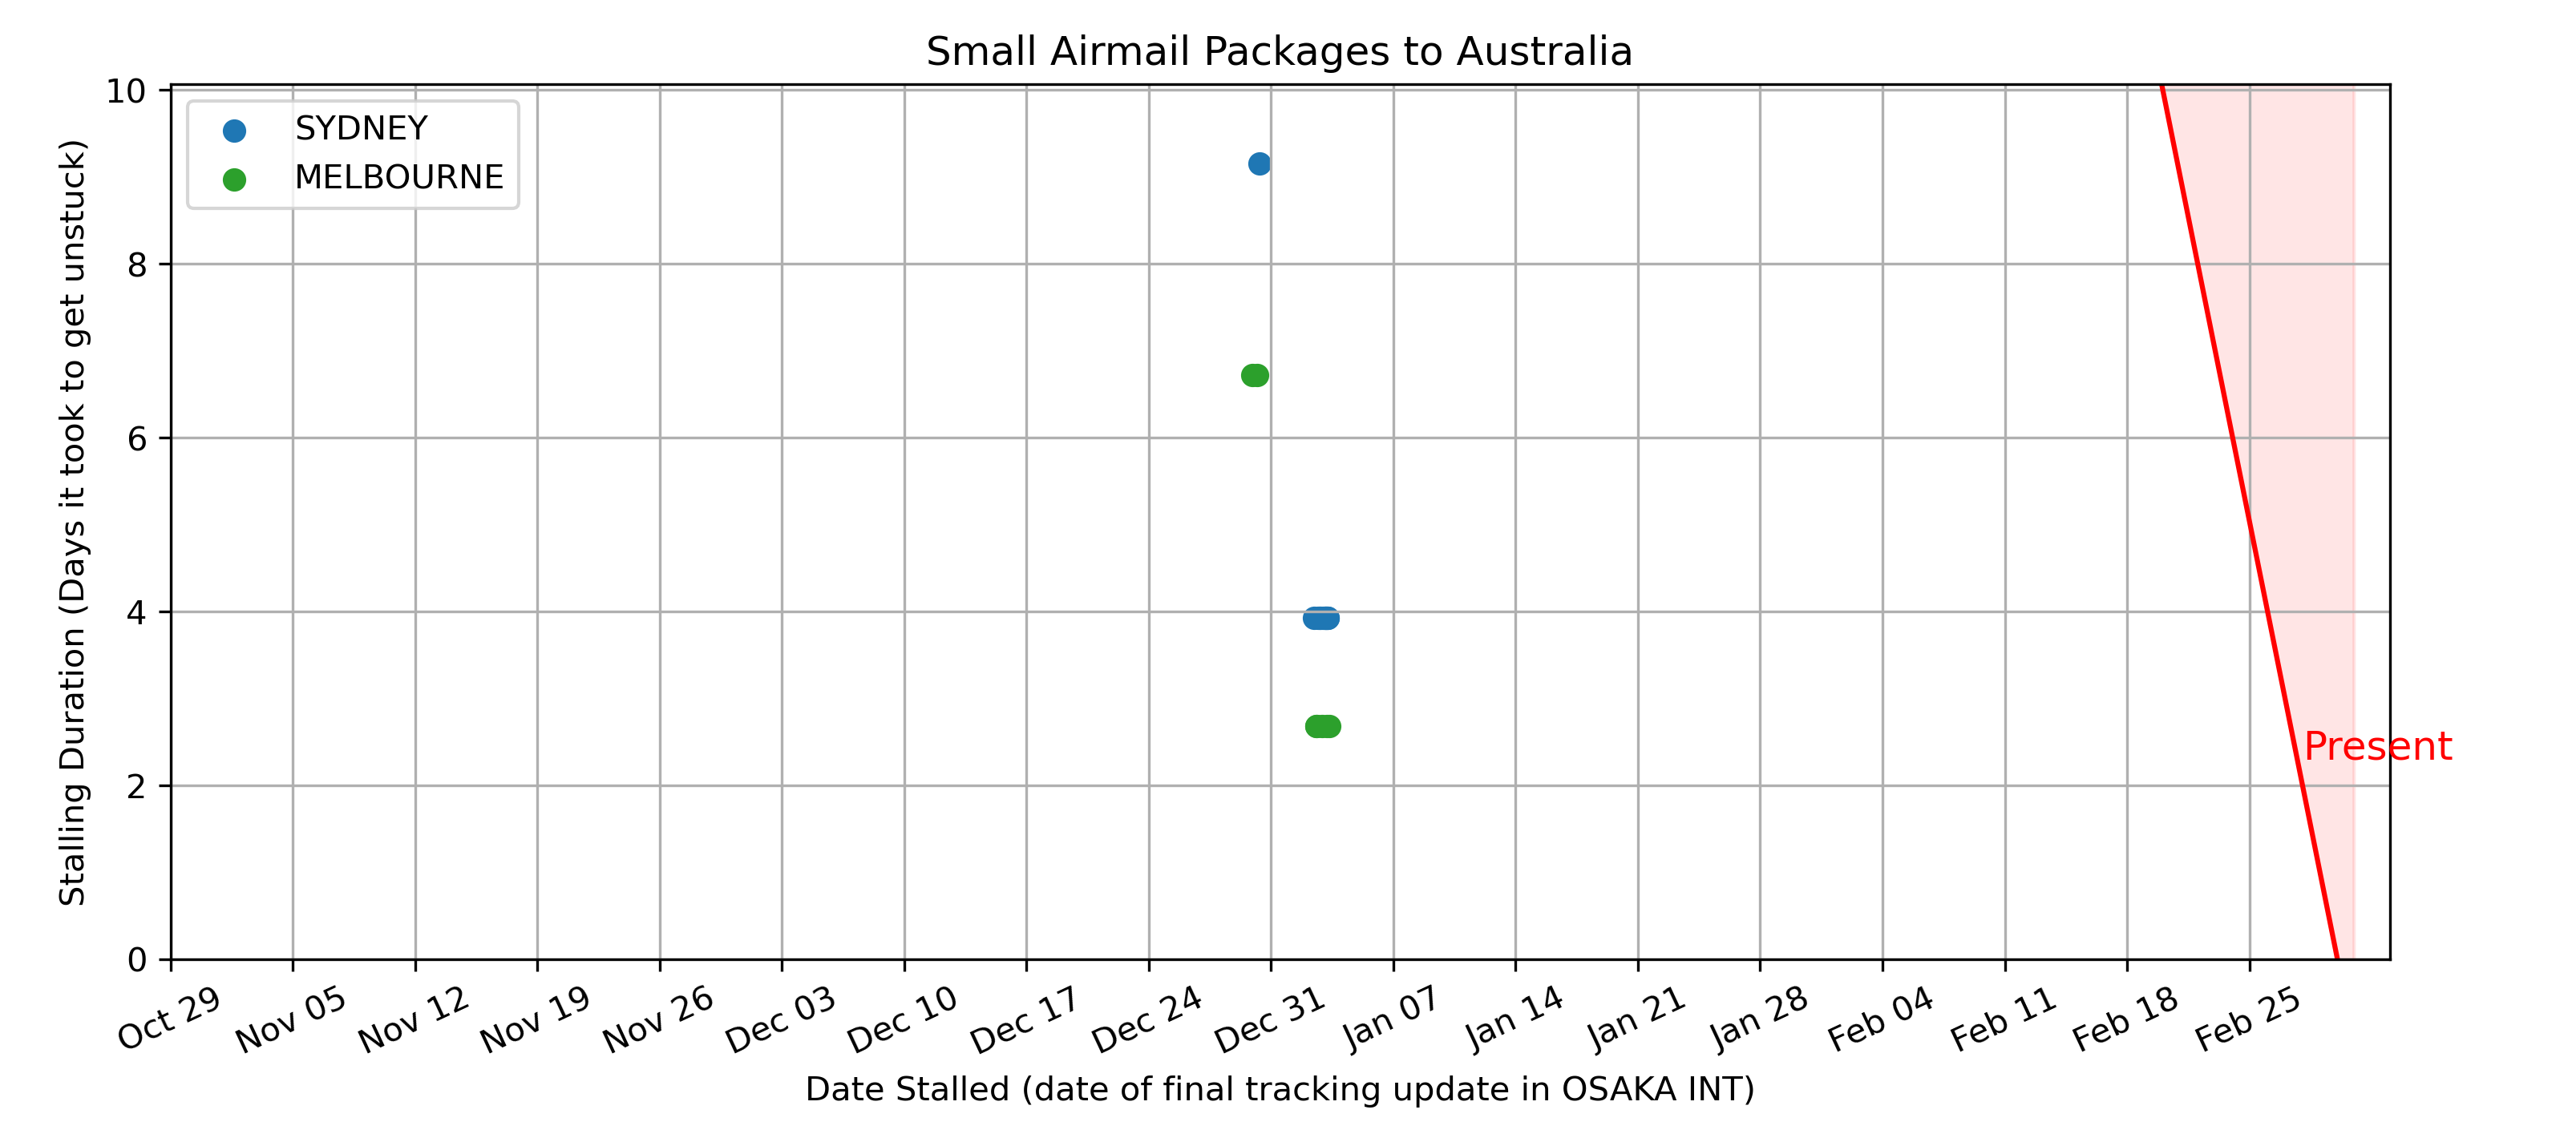 Small Airmail Packages to Australia
Stalling Duration (Days it took to get unstuck)
10
8
6
4
2
0
SYDNEY
MELBOURNE
Present
Oct 29
Nov 05
Nov 12
Nov 19
Nov 26
Dec 03
Dec 10
Dec 17
Dec 24
Dec 31
Jan 07
Jan 14
Jan 21
Jan 28
Feb 04
Feb 11
Feb 18
Feb 25
Date Stalled (date of final tracking update in OSAKA INT)